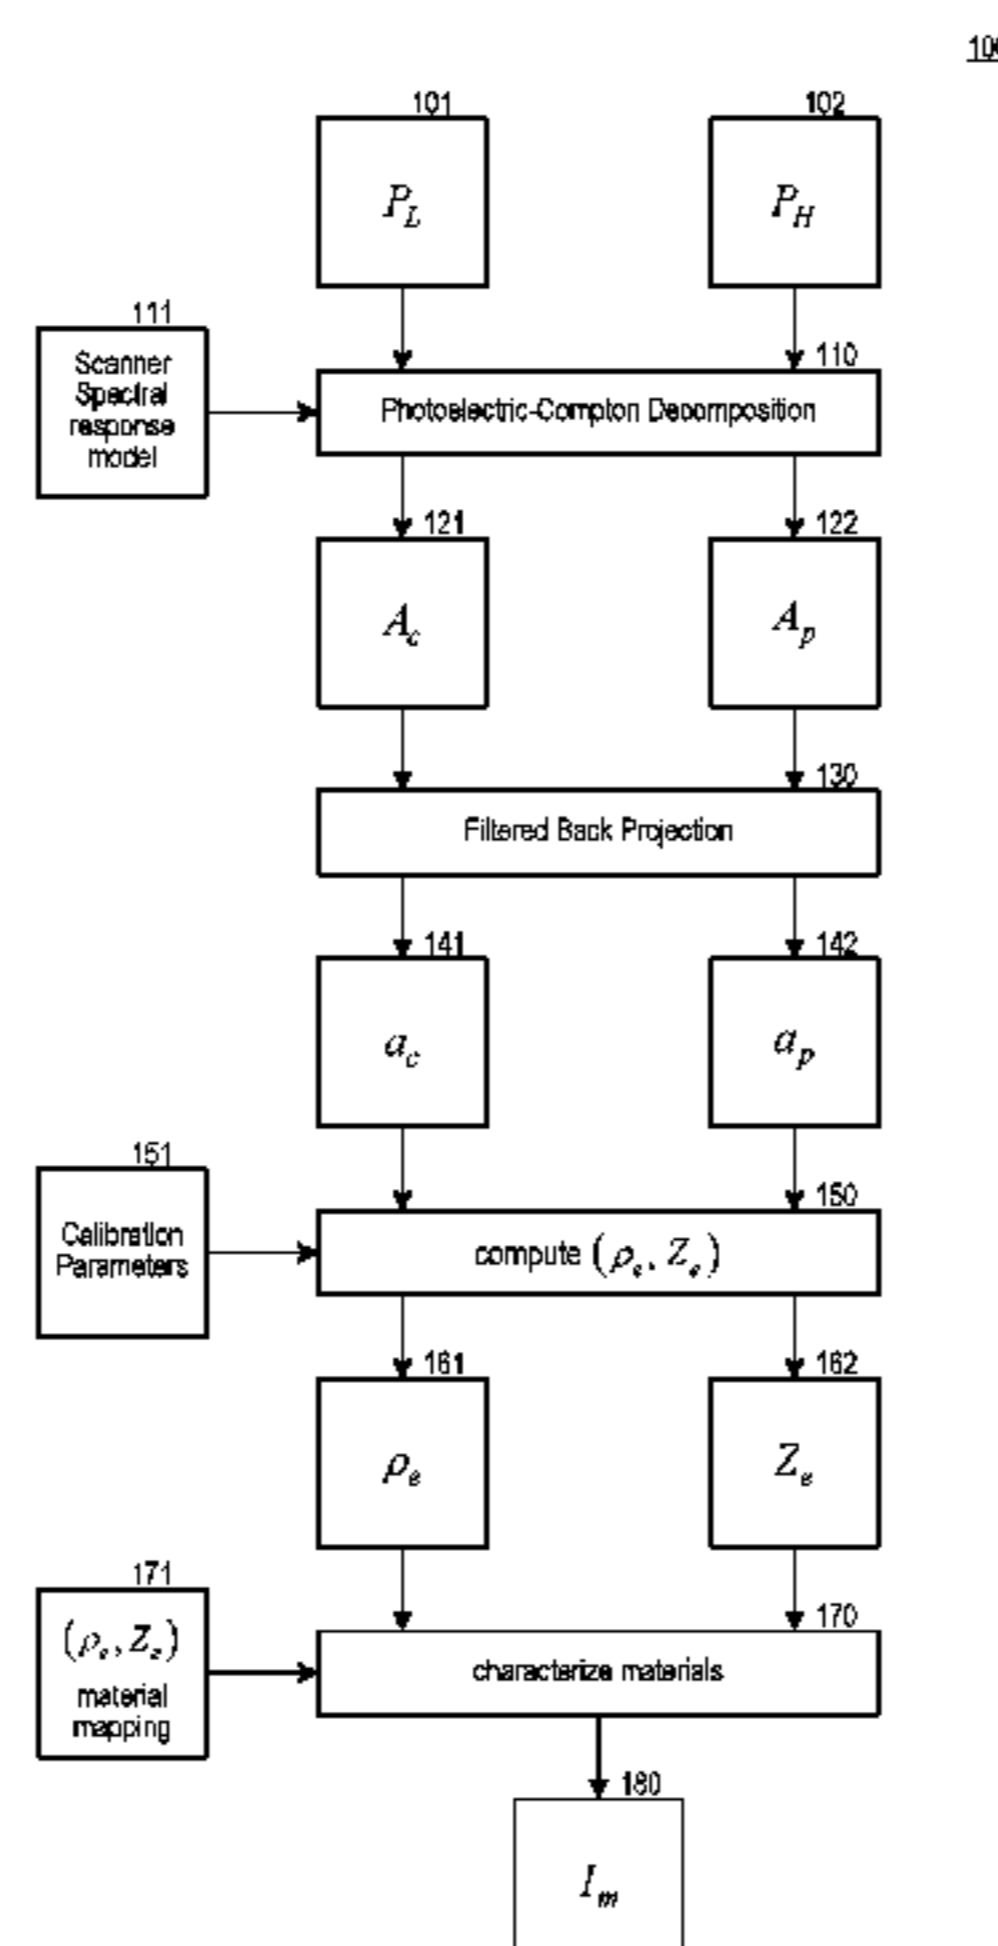 10
101
102
P_L
P_H
111
110
Scanner
Spectral
response
model
Photoelectric-Compton Decomposition
121
122
A_c
A_p
130
Filtered Back Projection
141
142
a_c
a_p
151
150
Calibration
Parameters
compute (ρ_e, Z_e)
161
162
ρ_e
Z_e
171
170
(ρ_e, Z_e)
material
mapping
characterize materials
180
I_m